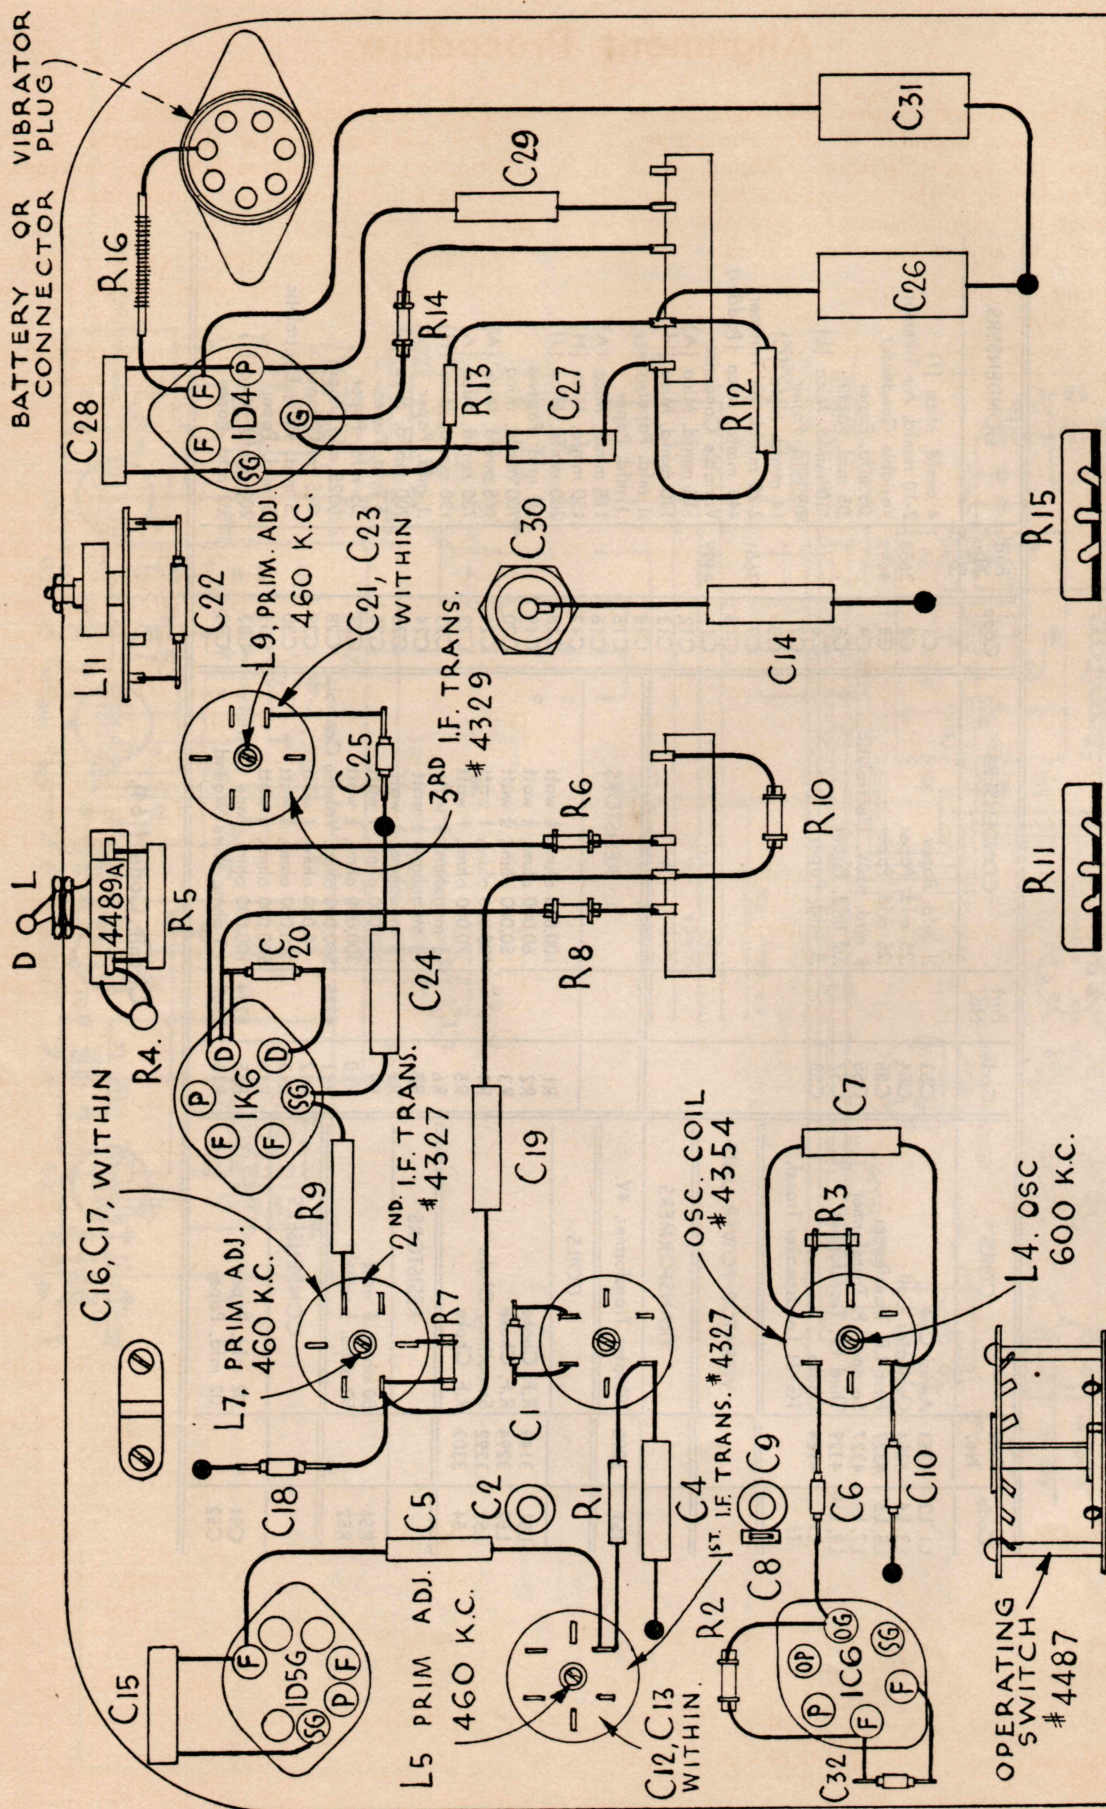 BATTERY OR VIBRATOR
CONNECTOR PLUG
R16
C28
F
F
P
1D4
SG
G
C29
C31
R14
R13
C27
C26
R12
R15
L11
C22
L9, PRIM. ADJ.
460 K.C.
C21, C23
WITHIN
C30
C14
3RD I.F. TRANS.
# 4329
C25
D L
4489A
R5
R4.
C
20
R6
R8
R10
R11
C24
P
D
F
1K6
D
F
SG
C16, C17, WITHIN
R9
2ND. I.F. TRANS.
# 4327
C19
L7, PRIM ADJ.
460 K.C.
R7
C18
C1
C2
OSC. COIL
# 4354
C7
R3
L4. OSC
600 K.C.
C5
R1
C4
1ST. I.F. TRANS. # 4327
C9
C8
C6
C10
C15
F
1D5G
F
SG
P
L5 PRIM ADJ.
460 K.C.
C12, C13
WITHIN.
R2
OP
OG
P
1C6
SG
F
F
C32
OPERATING
SWITCH
# 4487